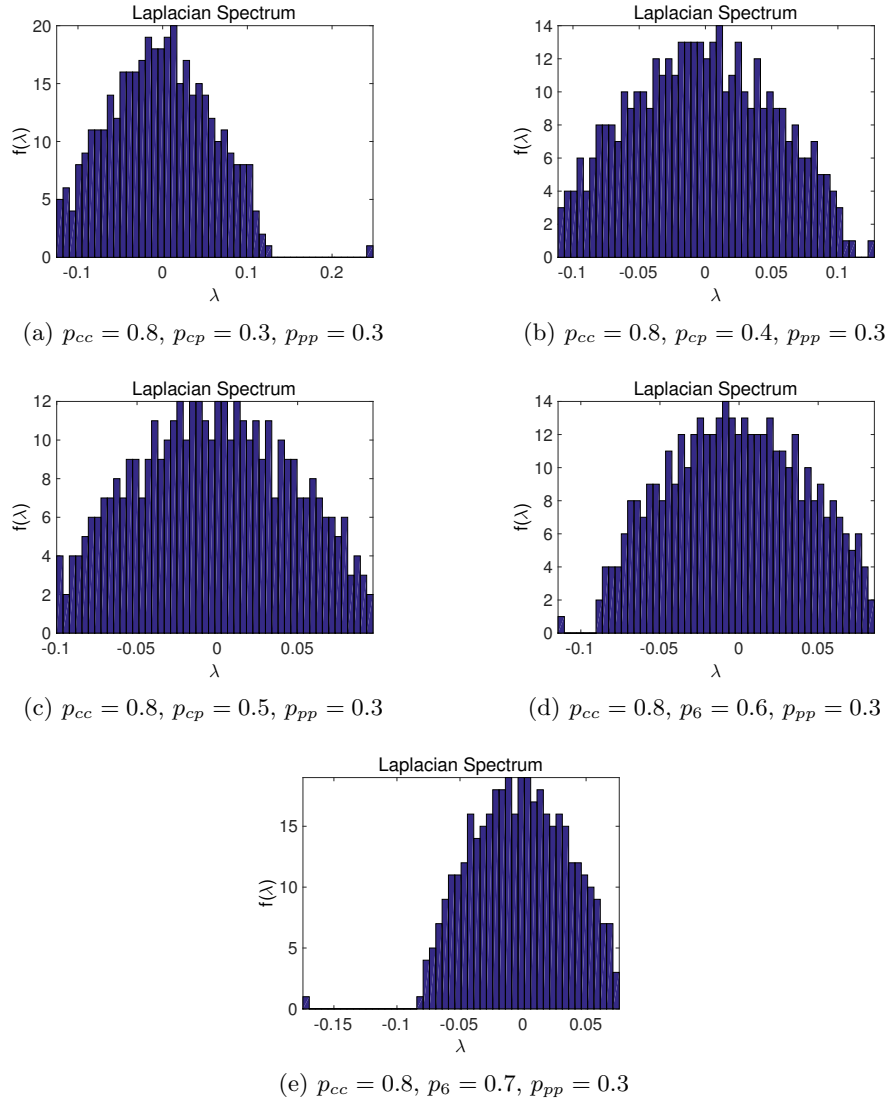 Laplacian Spectrum
20
15
10
5
0
f(λ)
-0.1 0 0.1 0.2
λ
(a) p_cc = 0.8, p_cp = 0.3, p_pp = 0.3
Laplacian Spectrum
14
12
10
8
6
4
2
0
f(λ)
-0.1 -0.05 0 0.05 0.1
λ
(b) p_cc = 0.8, p_cp = 0.4, p_pp = 0.3
Laplacian Spectrum
12
10
8
6
4
2
0
f(λ)
-0.1 -0.05 0 0.05
λ
(c) p_cc = 0.8, p_cp = 0.5, p_pp = 0.3
Laplacian Spectrum
14
12
10
8
6
4
2
0
f(λ)
-0.1 -0.05 0 0.05
λ
(d) p_cc = 0.8, p_6 = 0.6, p_pp = 0.3
Laplacian Spectrum
15
10
5
0
f(λ)
-0.15 -0.1 -0.05 0 0.05
λ
(e) p_cc = 0.8, p_6 = 0.7, p_pp = 0.3